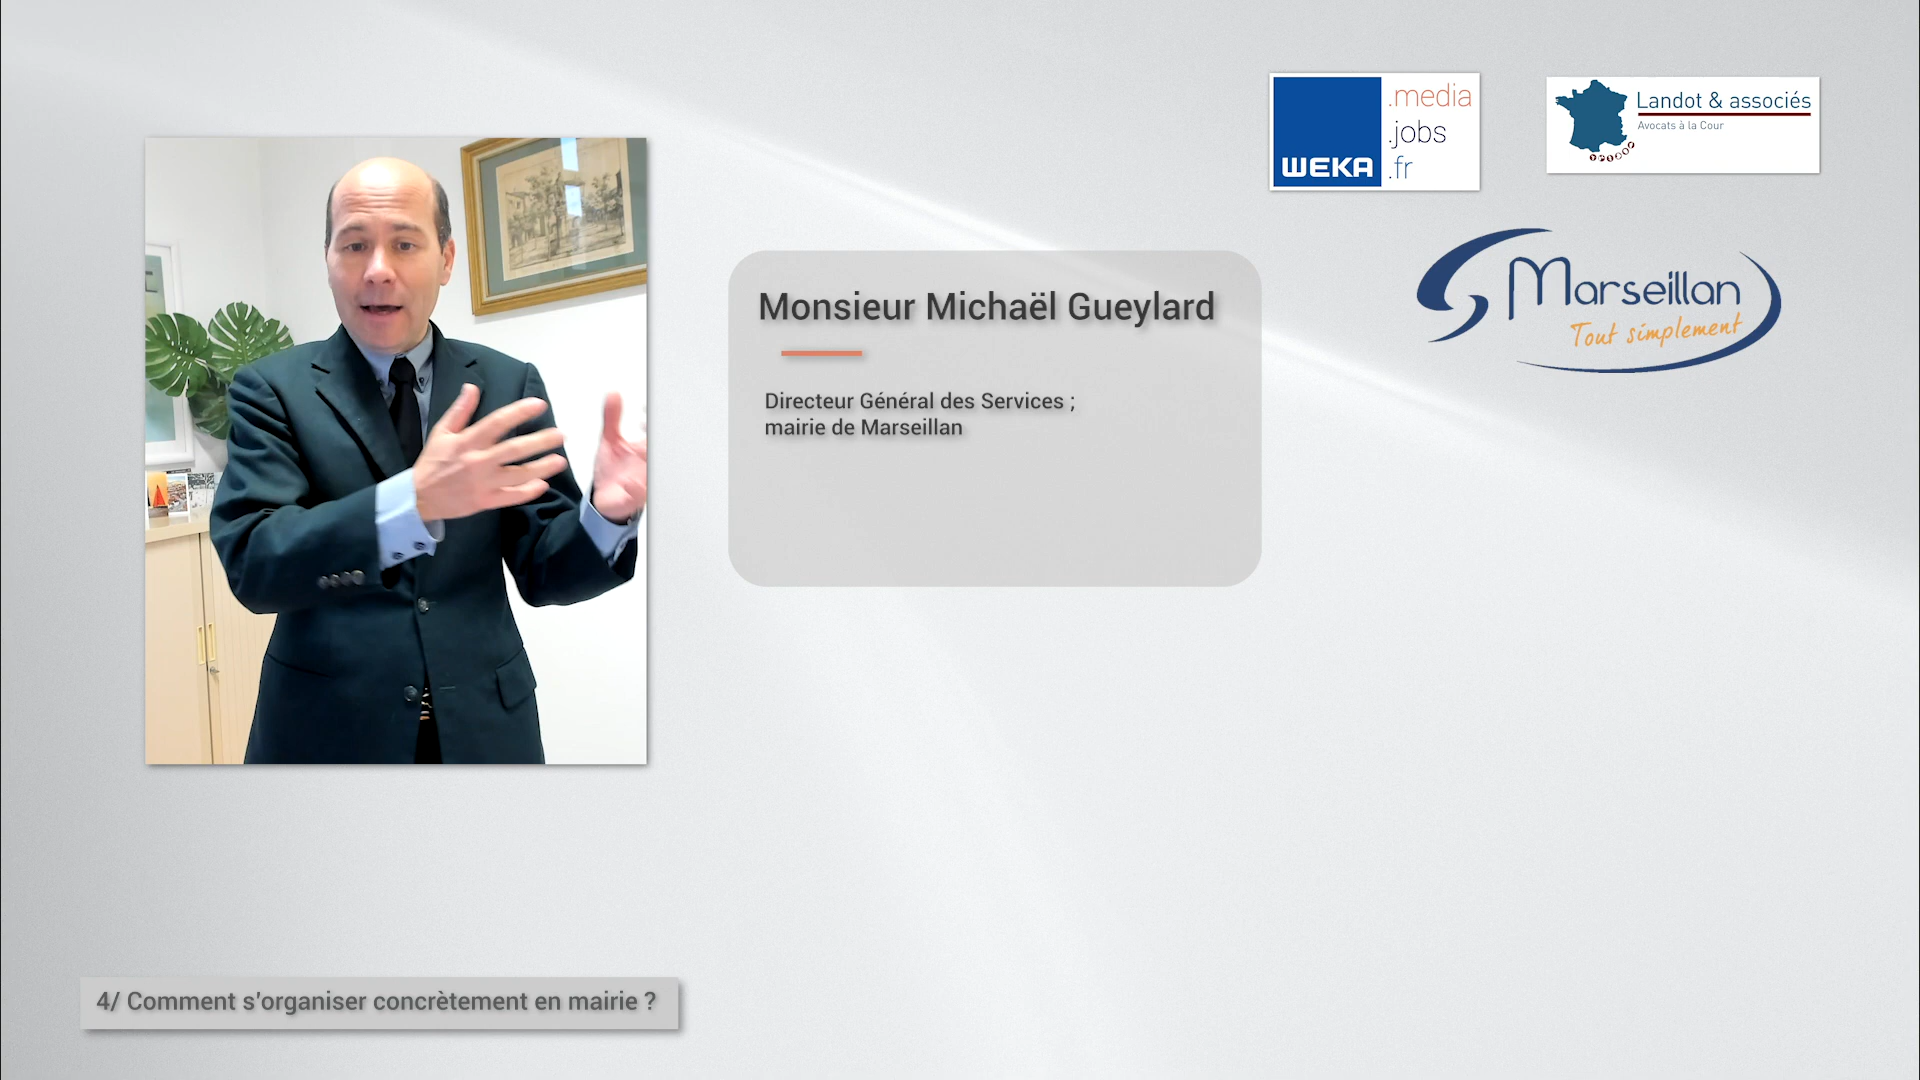 WEKA
.media
.jobs
.fr
Landot & associés
Avocats à la Cour
Marseillan
Tout simplement
Monsieur Michaël Gueylard
Directeur Général des Services ;
mairie de Marseillan
4/ Comment s'organiser concrètement en mairie ?